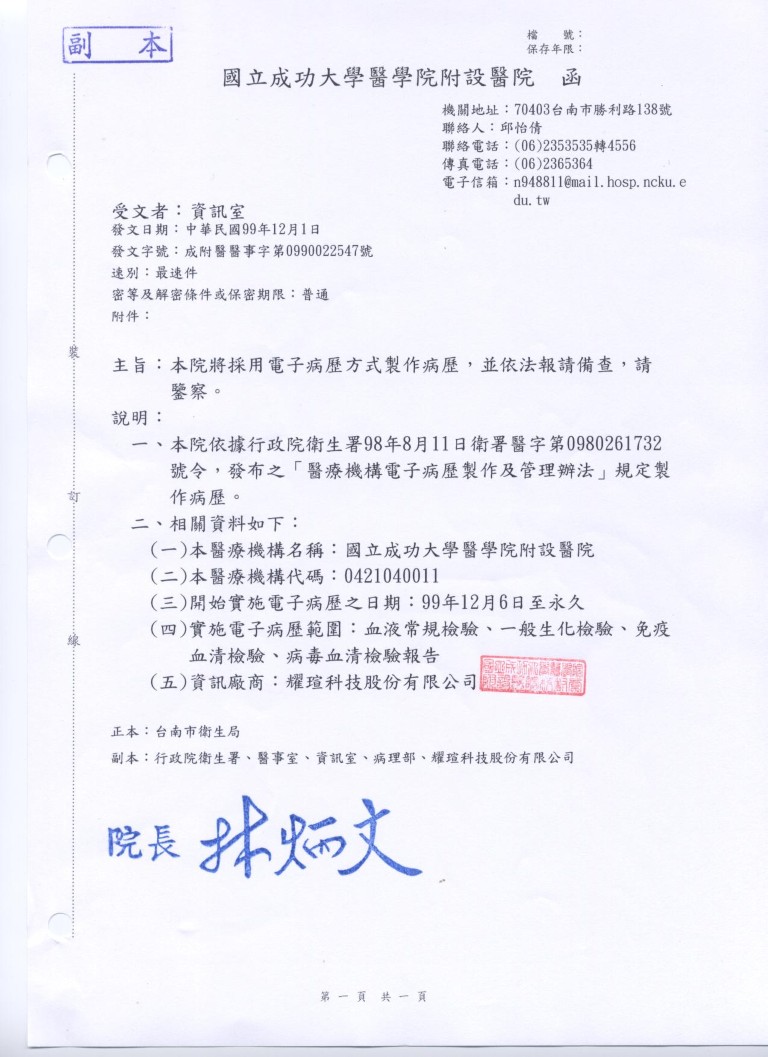 副 本
檔 號：
保存年限：
國立成功大學醫學院附設醫院 函
機關地址：70403台南市勝利路138號
聯絡人：邱怡倩
聯絡電話：(06)2353535轉4556
傳真電話：(06)2365364
電子信箱：n948811@mail.hosp.ncku.e
du.tw
受文者：資訊室
發文日期：中華民國99年12月1日
發文字號：成附醫醫事字第0990022547號
速別：最速件
密等及解密條件或保密期限：普通
附件：
裝
主旨：本院將採用電子病歷方式製作病歷，並依法報請備查，請
鑒察。
說明：
一、本院依據行政院衛生署98年8月11日衛署醫字第0980261732
號令，發布之「醫療機構電子病歷製作及管理辦法」規定製
作病歷。
訂
二、相關資料如下：
(一)本醫療機構名稱：國立成功大學醫學院附設醫院
(二)本醫療機構代碼：0421040011
(三)開始實施電子病歷之日期：99年12月6日至永久
(四)實施電子病歷範圍：血液常規檢驗、一般生化檢驗、免疫
線
血清檢驗、病毒血清檢驗報告
(五)資訊廠商：耀瑄科技股份有限公司
正本：台南市衛生局
副本：行政院衛生署、醫事室、資訊室、病理部、耀瑄科技股份有限公司
院長 林炳文
第 一 頁 共 一 頁